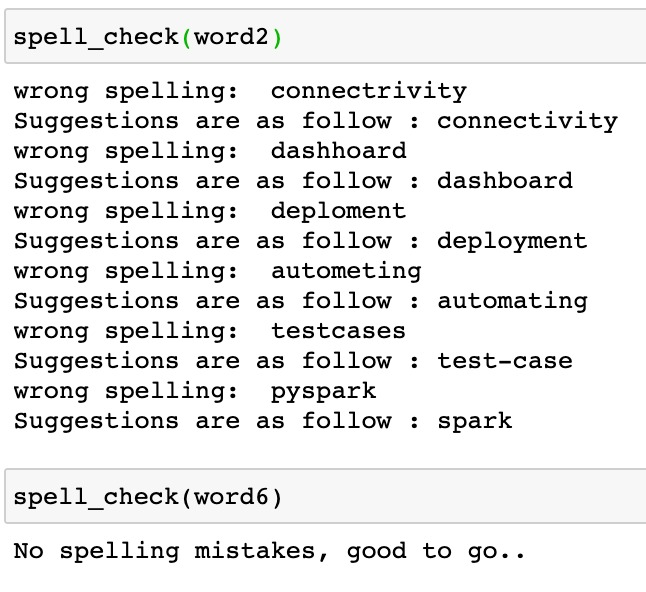 spell_check(word2)
wrong spelling:  connectrivity
Suggestions are as follow : connectivity
wrong spelling:  dashhoard
Suggestions are as follow : dashboard
wrong spelling:  deploment
Suggestions are as follow : deployment
wrong spelling:  autometing
Suggestions are as follow : automating
wrong spelling:  testcases
Suggestions are as follow : test-case
wrong spelling:  pyspark
Suggestions are as follow : spark
spell_check(word6)
No spelling mistakes, good to go..